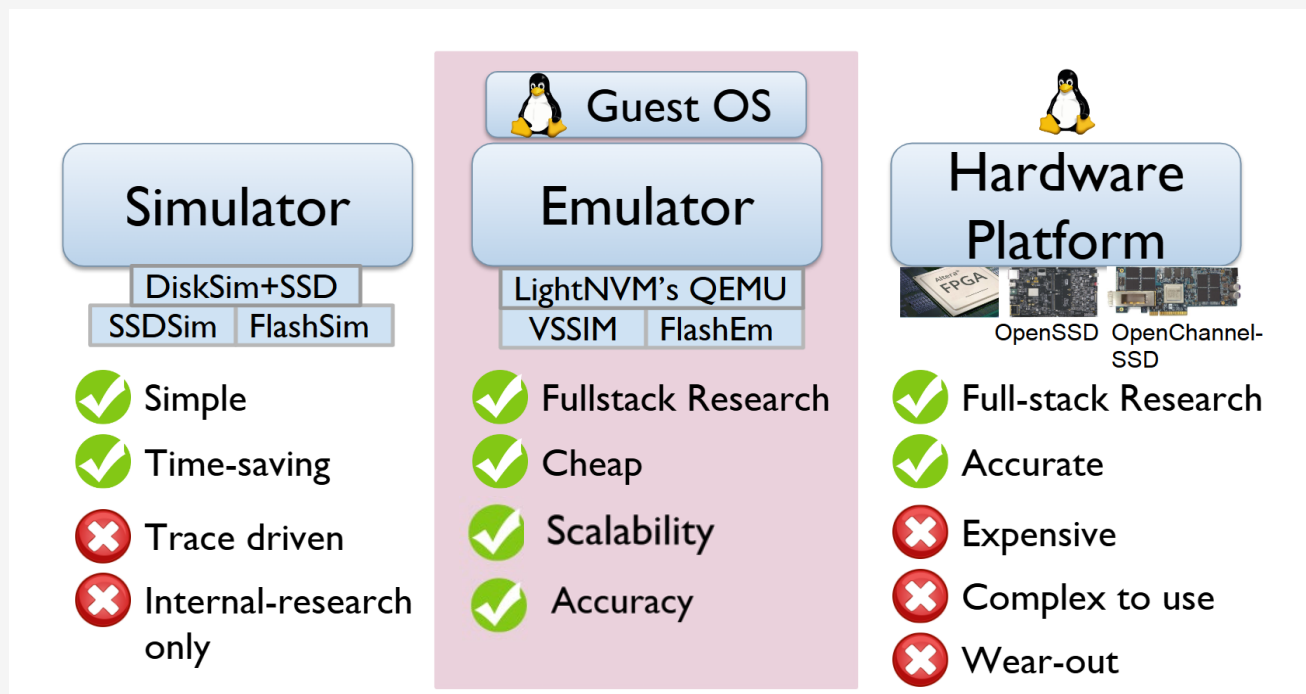 Simulator
DiskSim+SSD
SSDSim
FlashSim
Simple
Time-saving
Trace driven
Internal-research
only
Guest OS
Emulator
LightNVM's QEMU
VSSIM
FlashEm
Fullstack Research
Cheap
Scalability
Accuracy
Hardware
Platform
Altera
FPGA
OpenSSD
OpenChannel-
SSD
Full-stack Research
Accurate
Expensive
Complex to use
Wear-out